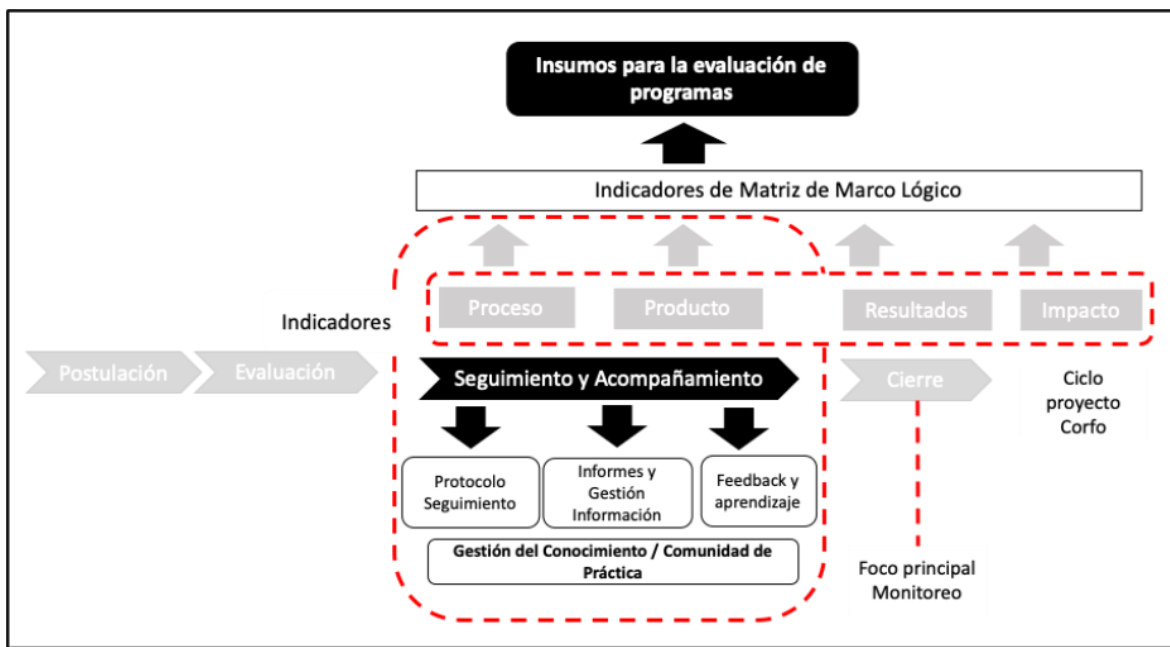 Insumos para la evaluación de
programas
Indicadores de Matriz de Marco Lógico
Indicadores
Proceso
Producto
Resultados
Impacto
Postulación
Evaluación
Seguimiento y Acompañamiento
Cierre
Ciclo
proyecto
Corfo
Protocolo
Seguimiento
Informes y
Gestión
Información
Feedback y
aprendizaje
Gestión del Conocimiento / Comunidad de
Práctica
Foco principal
Monitoreo